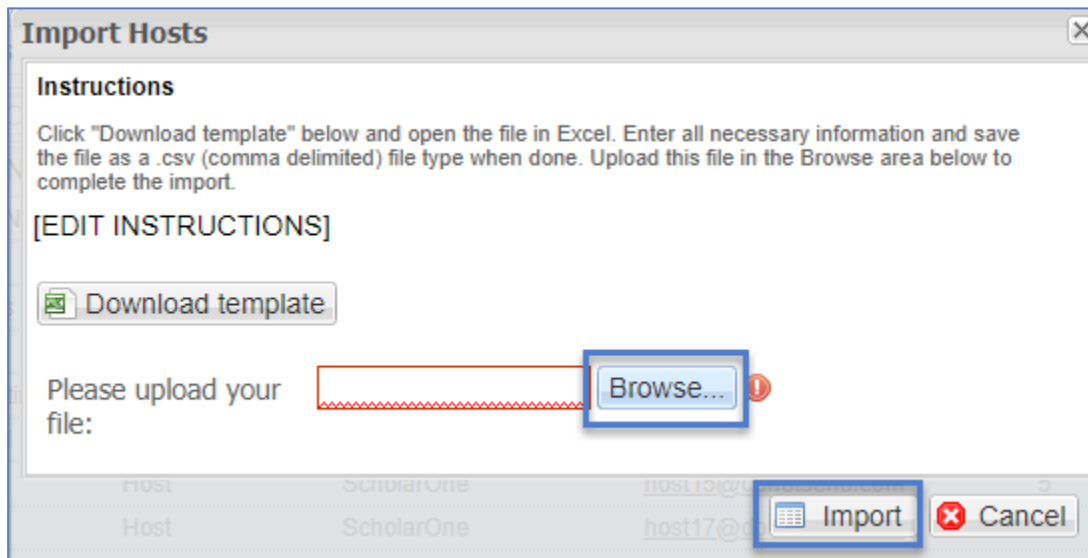 Import Hosts
Instructions
Click "Download template" below and open the file in Excel. Enter all necessary information and save
the file as a .csv (comma delimited) file type when done. Upload this file in the Browse area below to
complete the import.
[EDIT INSTRUCTIONS]
Download template
Please upload your
file:
Browse...
Host ScholarOne 5
Import Cancel
Host ScholarOne